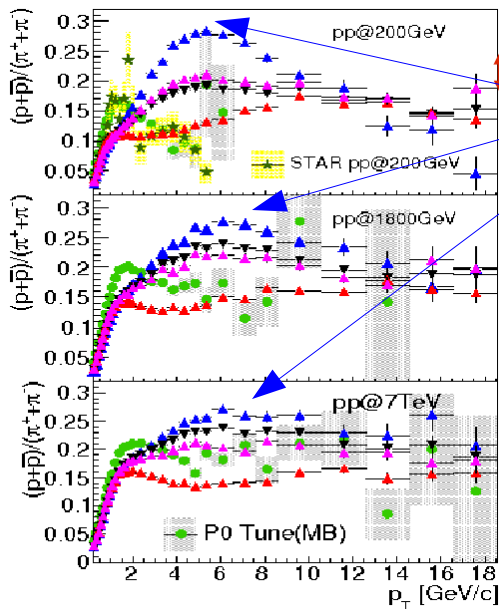 0.3
0.25
0.2
0.15
0.1
0.05
(p+p̅)/(π⁺+π⁻)
pp@200GeV
STAR pp@200GeV
0.3
0.25
0.2
0.15
0.1
0.05
(p+p̅)/(π⁺+π⁻)
pp@1800GeV
0.3
0.25
0.2
0.15
0.1
0.05
0
(p+p̅)/(π⁺+π⁻)
pp@7TeV
P0 Tune(MB)
2 4 6 8 10 12 14 16 18
p_T [GeV/c]